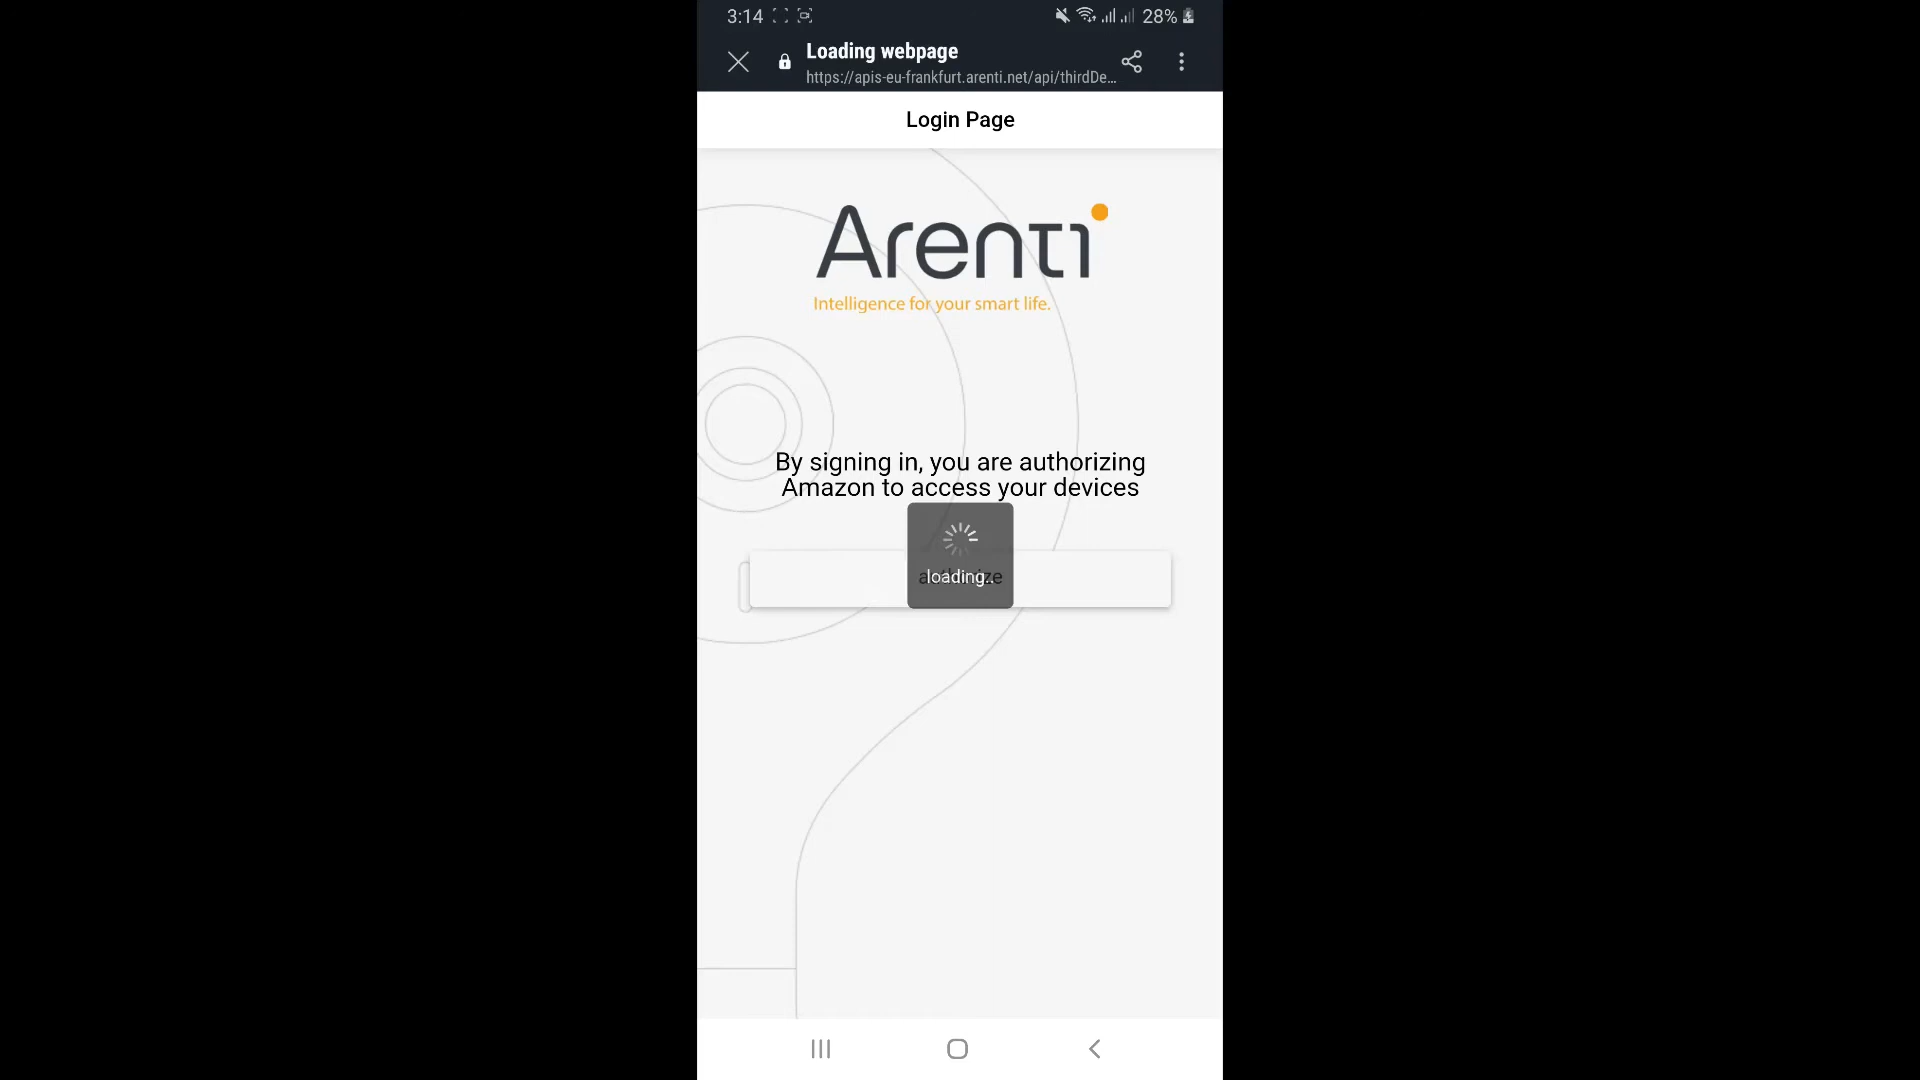 3:14
28%
Loading webpage
https://apis-eu-frankfurt.arenti.net/api/thirdDe...
Login Page
Arenti
Intelligence for your smart life.
By signing in, you are authorizing
Amazon to access your devices
authorize
loading..